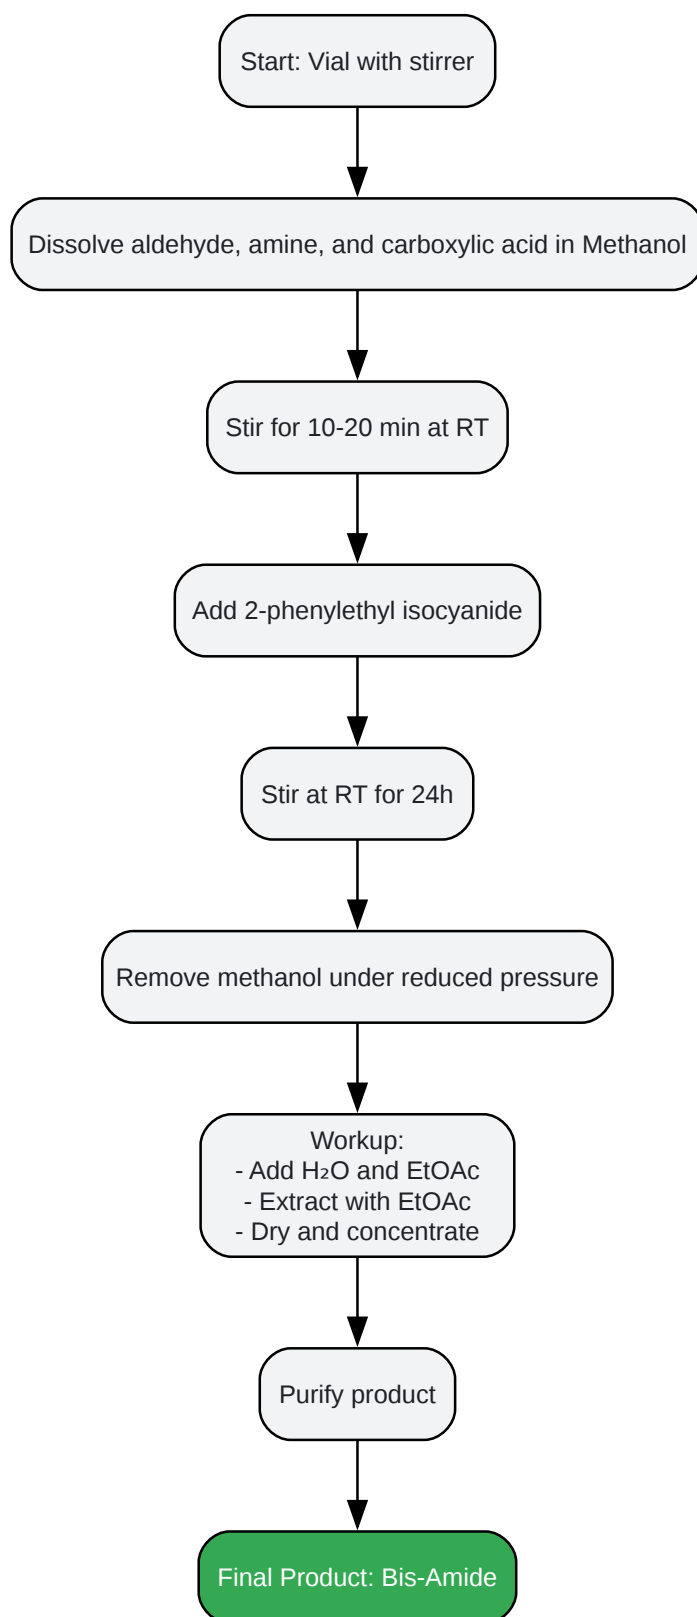 Start: Vial with stirrer
Dissolve aldehyde, amine, and carboxylic acid in Methanol
Stir for 10-20 min at RT
Add 2-phenylethyl isocyanide
Stir at RT for 24h
Remove methanol under reduced pressure
Workup:
- Add H₂O and EtOAc
- Extract with EtOAc
- Dry and concentrate
Purify product
Final Product: Bis-Amide